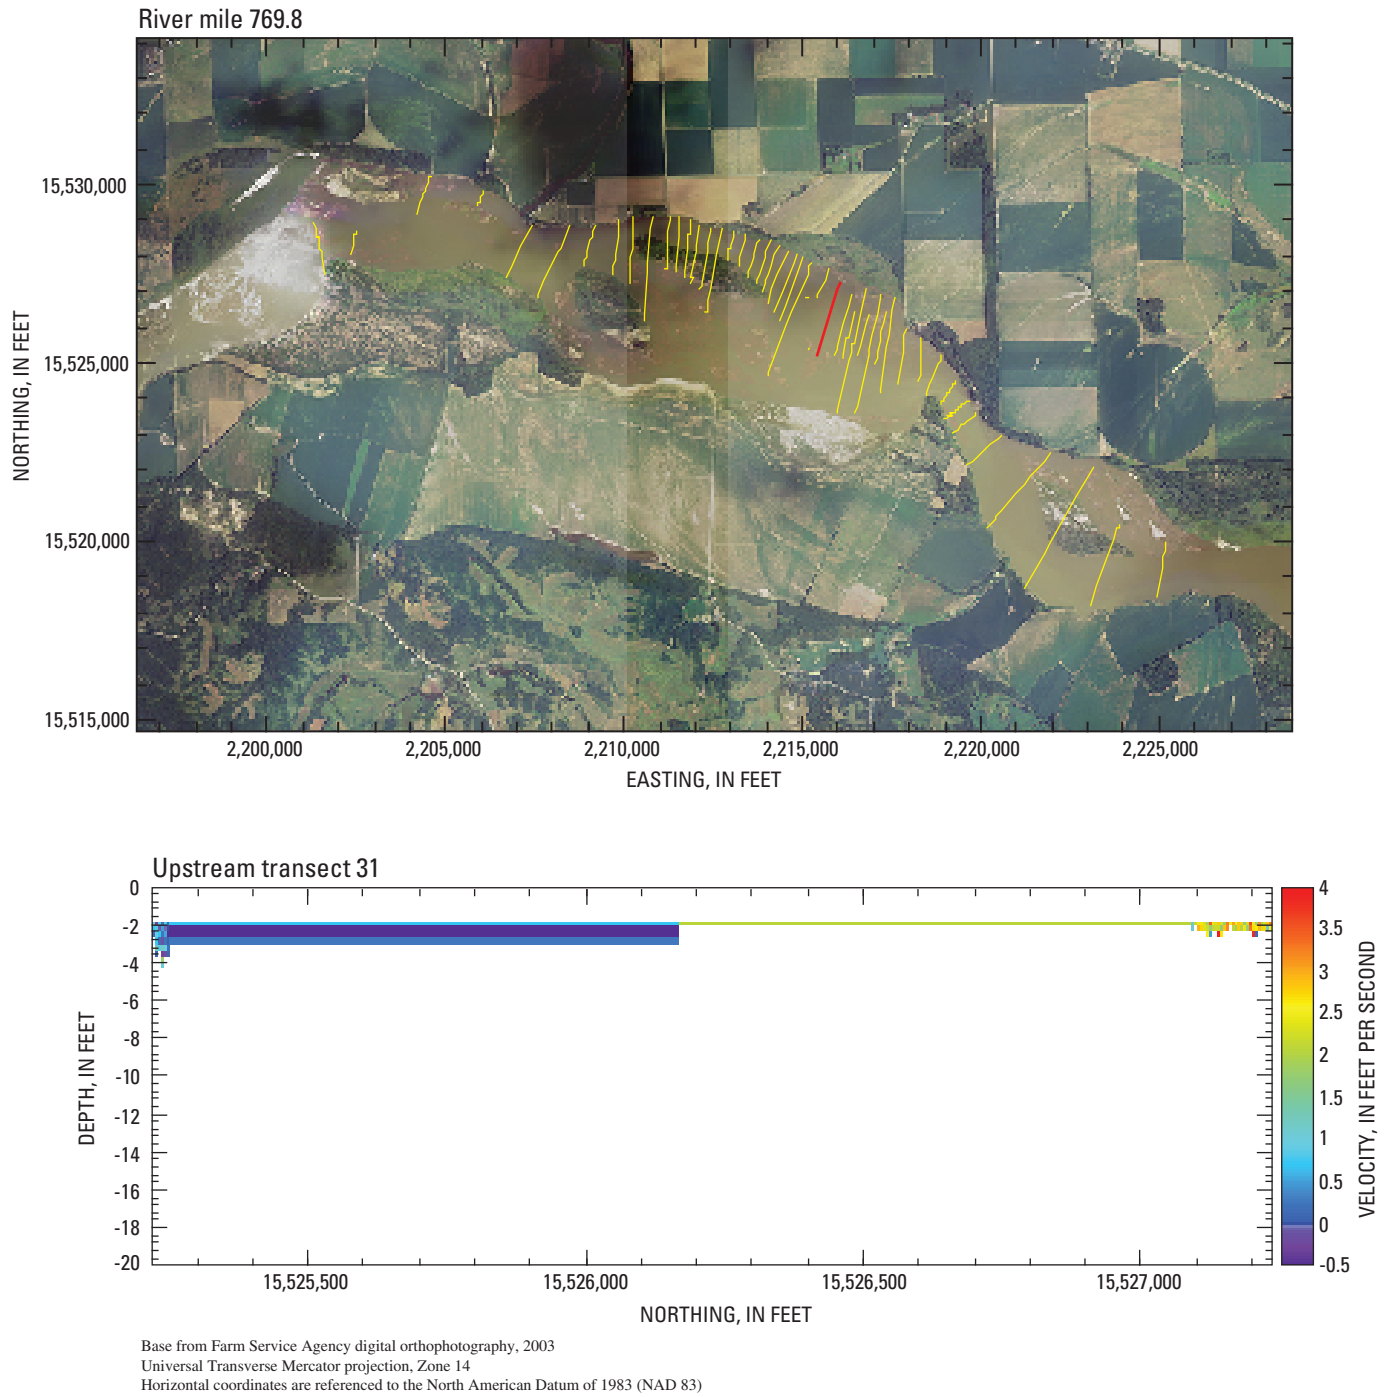 River mile 769.8
15,530,000
15,525,000
15,520,000
15,515,000
NORTHING, IN FEET
2,200,000 2,205,000 2,210,000 2,215,000 2,220,000 2,225,000
EASTING, IN FEET
Upstream transect 31
0
-2
-4
-6
-8
-10
-12
-14
-16
-18
-20
DEPTH, IN FEET
15,525,500 15,526,000 15,526,500 15,527,000
NORTHING, IN FEET
4
3.5
3
2.5
2
1.5
1
0.5
0
-0.5
VELOCITY, IN FEET PER SECOND
Base from Farm Service Agency digital orthophotography, 2003
Universal Transverse Mercator projection, Zone 14
Horizontal coordinates are referenced to the North American Datum of 1983 (NAD 83)